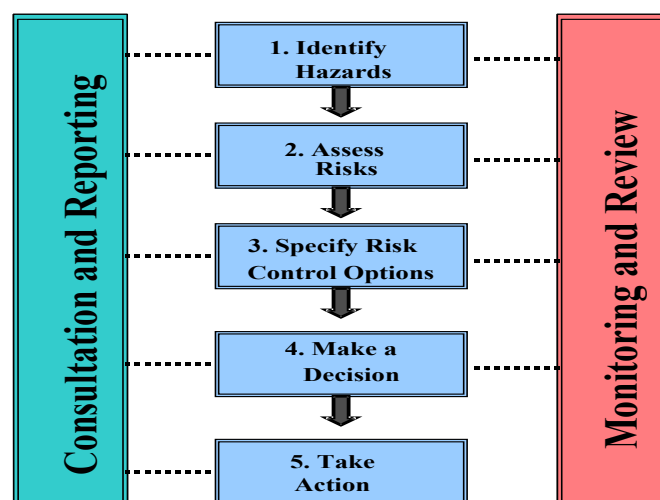 Consultation and Reporting
1. Identify
Hazards
2. Assess
Risks
3. Specify Risk
Control Options
4. Make a
Decision
5. Take
Action
Monitoring and Review